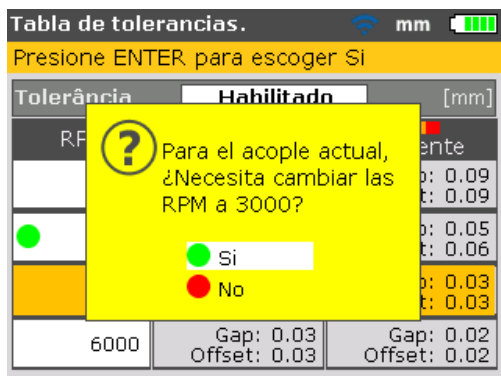 Tabla de tolerancias. mm
Presione ENTER para escoger Si
Tolerância Habilitado [mm]
?
Para el acople actual,
¿Necesita cambiar las
RPM a 3000?
Si
No
0.09
0.09
0.05
0.06
0.03
0.03
6000
Gap: 0.03
Offset: 0.03
Gap: 0.02
Offset: 0.02